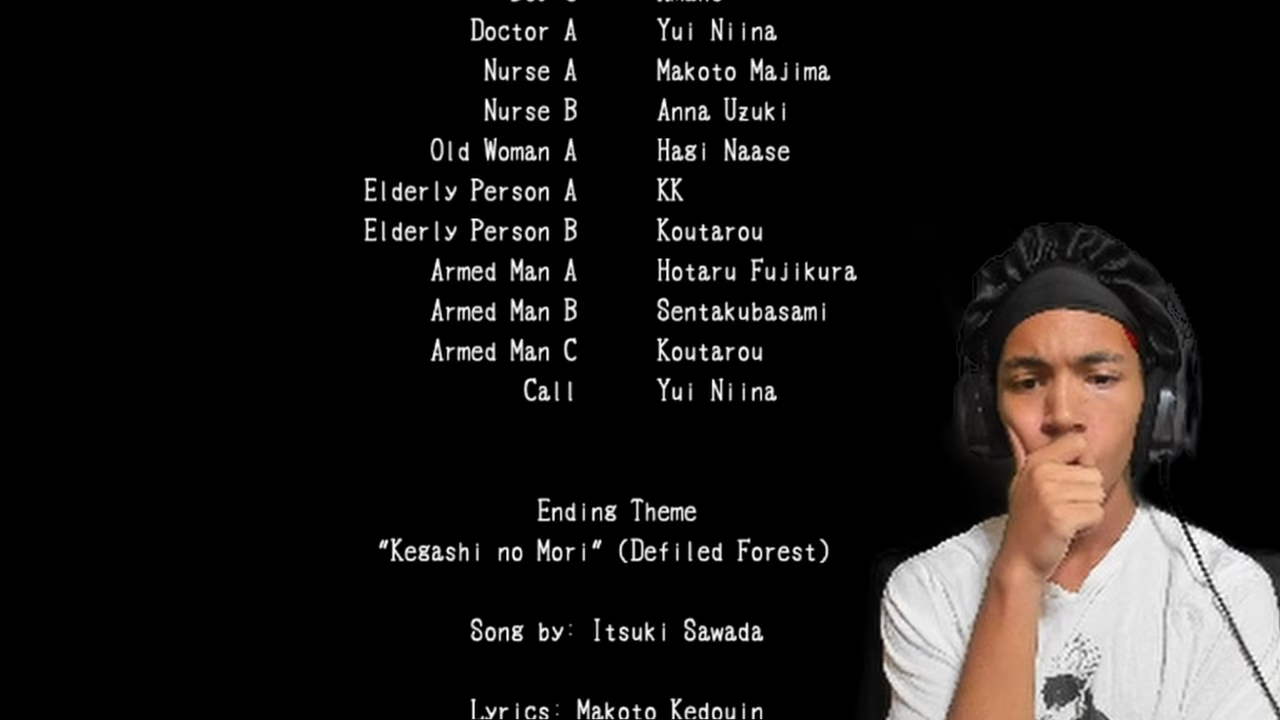 Doctor A Yui Niina
Nurse A Makoto Majima
Nurse B Anna Uzuki
Old Woman A Hagi Naase
Elderly Person A KK
Elderly Person B Koutarou
Armed Man A Hotaru Fujikura
Armed Man B Sentakubasami
Armed Man C Koutarou
Call Yui Niina
Ending Theme
"Kegashi no Mori" (Defiled Forest)
Song by: Itsuki Sawada
Lyrics: Makoto Kedouin